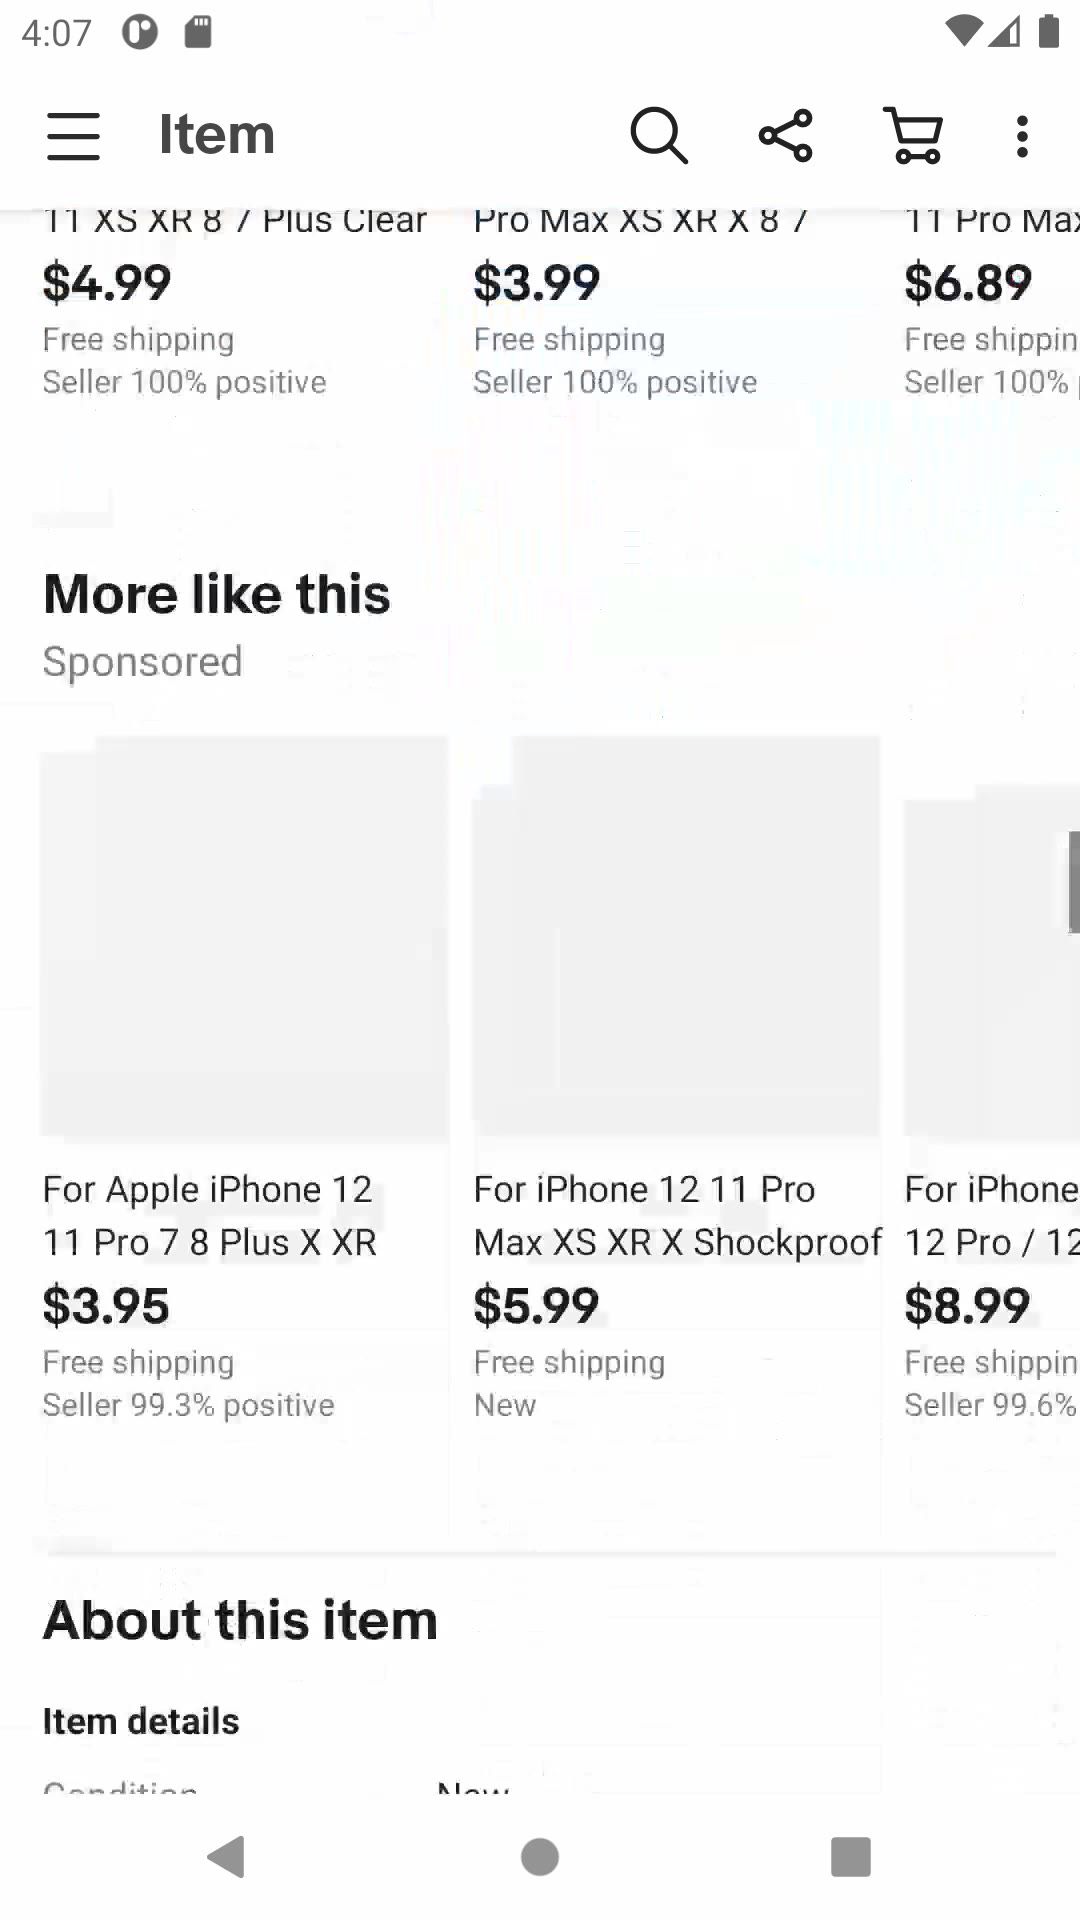 4:07
Item
11 XS XR 8 7 Plus Clear
Pro Max XS XR X 8 7
11 Pro Max
$4.99
$3.99
$6.89
Free shipping
Free shipping
Free shippin
Seller 100% positive
Seller 100% positive
Seller 100%
More like this
Sponsored
For Apple iPhone 12
11 Pro 7 8 Plus X XR
$3.95
Free shipping
Seller 99.3% positive
For iPhone 12 11 Pro
Max XS XR X Shockproof
$5.99
Free shipping
New
For iPhone
12 Pro / 12
$8.99
Free shippin
Seller 99.6%
About this item
Item details
Condition New